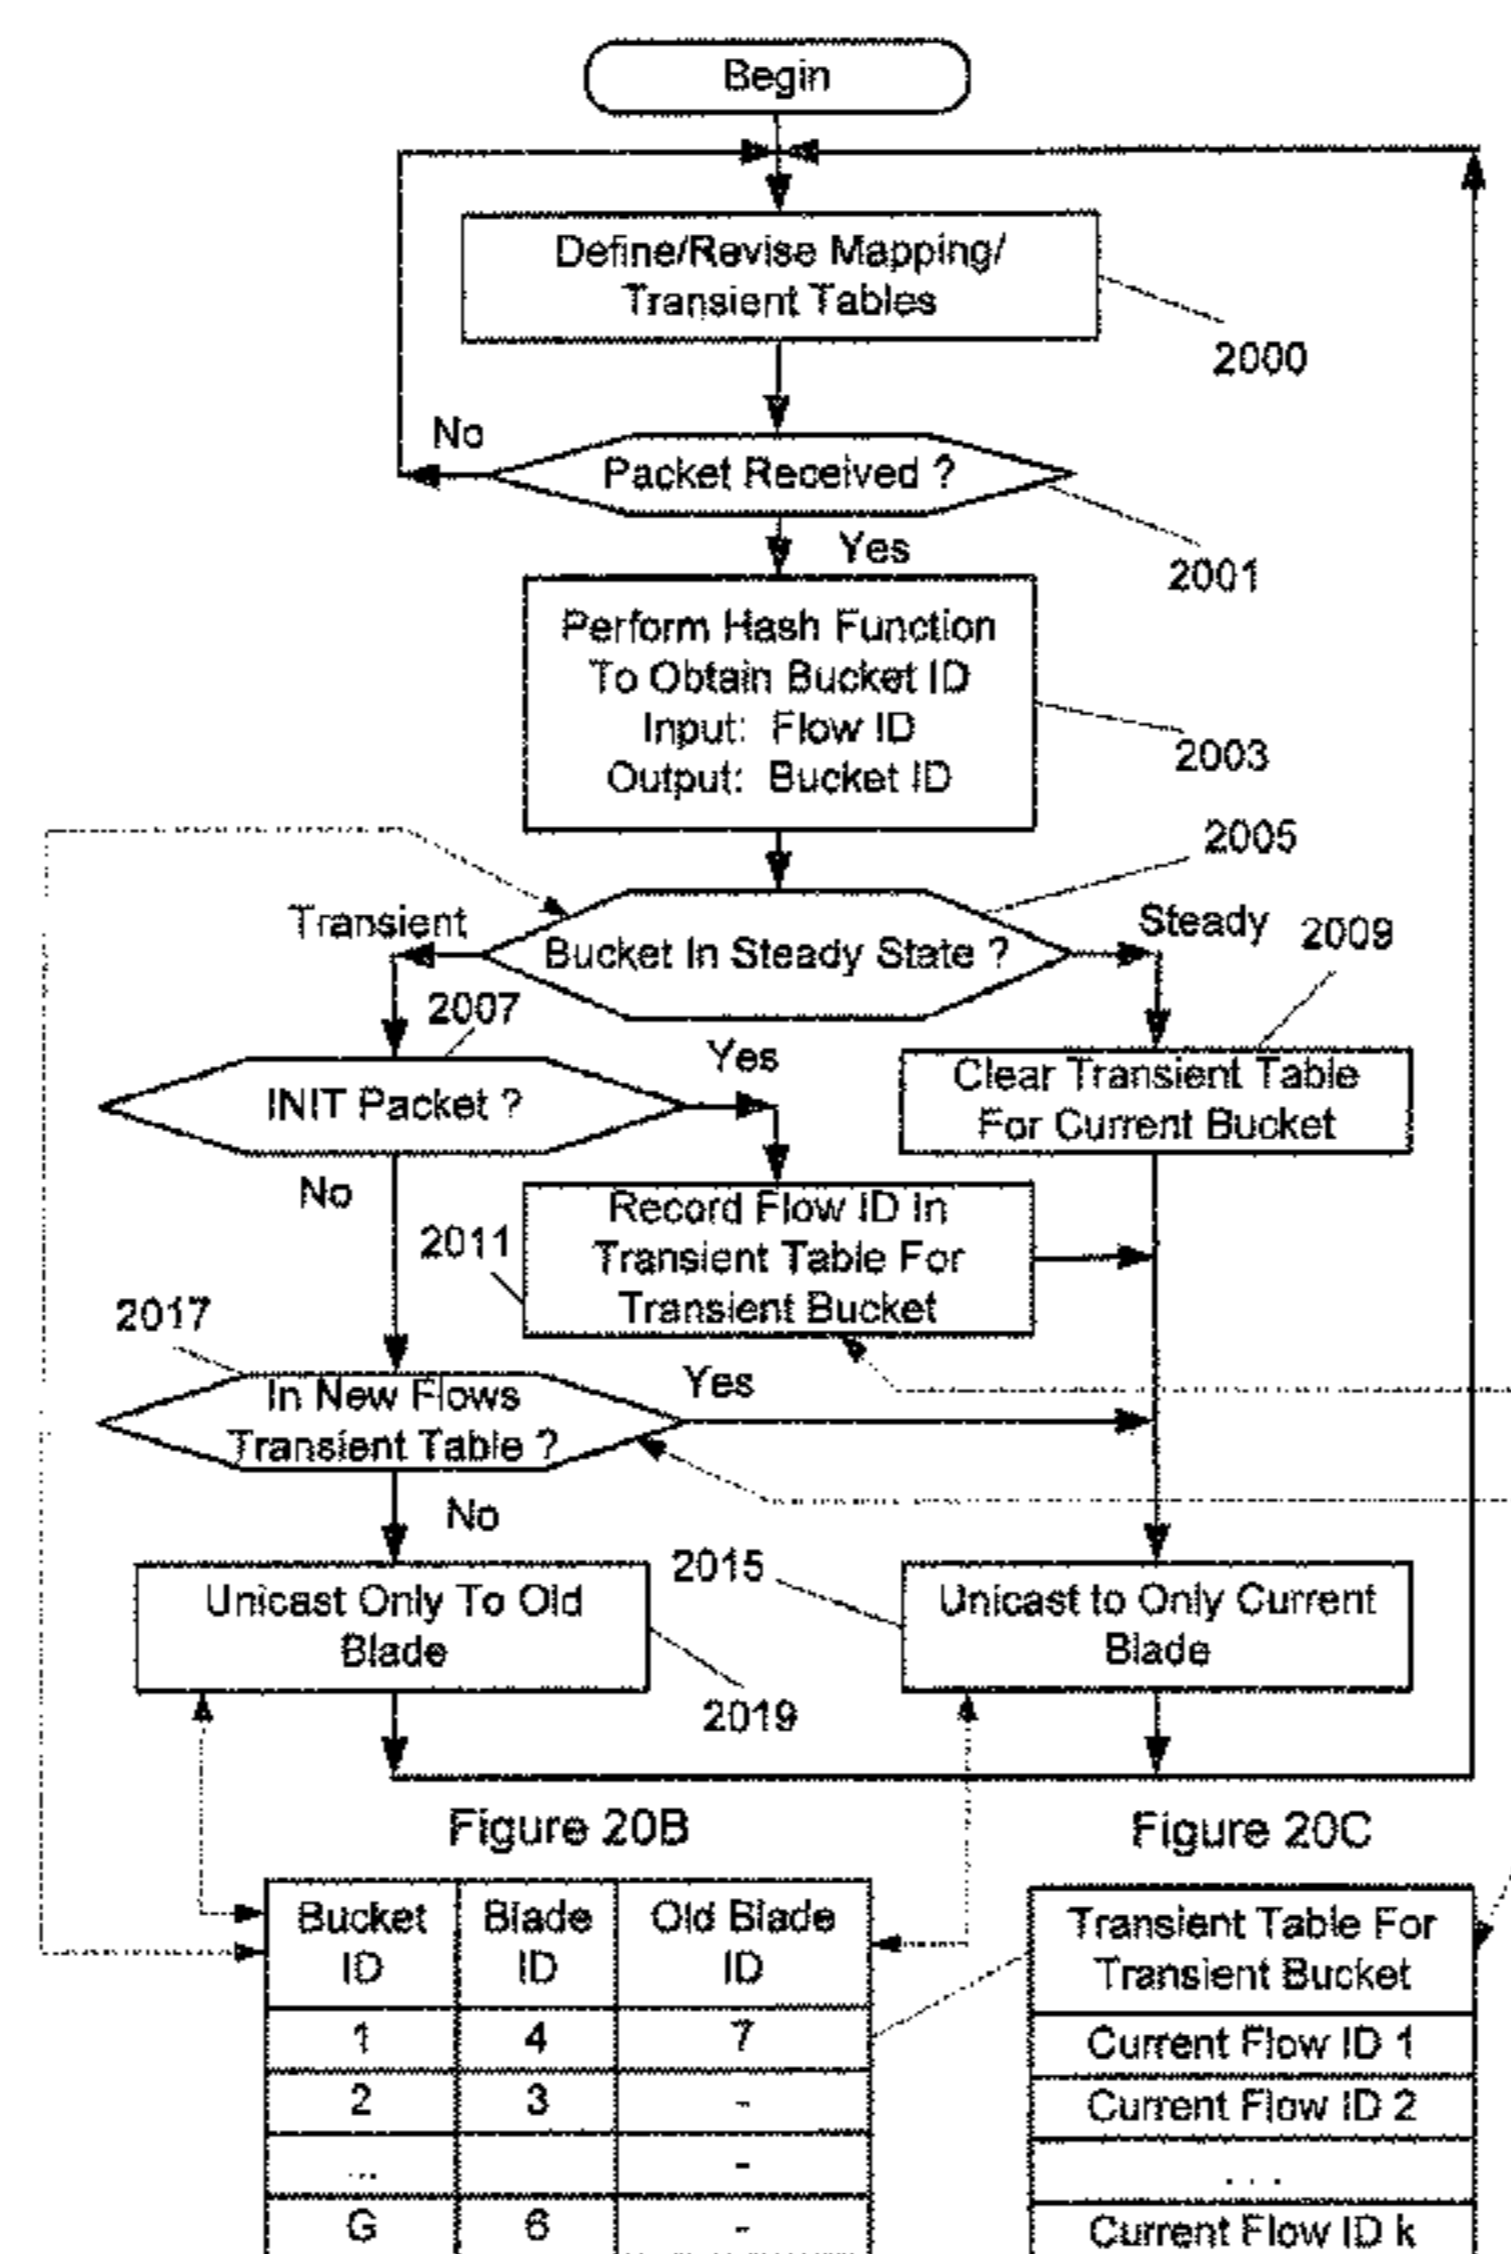 Begin
Define/Revise Mapping/
Transient Tables
2000
No
Packet Received ?
Yes
2001
Perform Hash Function
To Obtain Bucket ID
Input: Flow ID
Output: Bucket ID
2003
2005
Transient
Bucket In Steady State ?
Steady
2009
2007
INIT Packet ?
Yes
Clear Transient Table
For Current Bucket
No
2011
Record Flow ID In
Transient Table For
Transient Bucket
2017
In New Flows
Transient Table ?
Yes
No
2015
Unicast Only To Old
Blade
2019
Unicast to Only Current
Blade
Figure 20B
Figure 20C
Bucket ID
Blade ID
Old Blade ID
1 4 7
2 3 -
... -
G 6 -
Transient Table For
Transient Bucket
Current Flow ID 1
Current Flow ID 2
. . .
Current Flow ID k